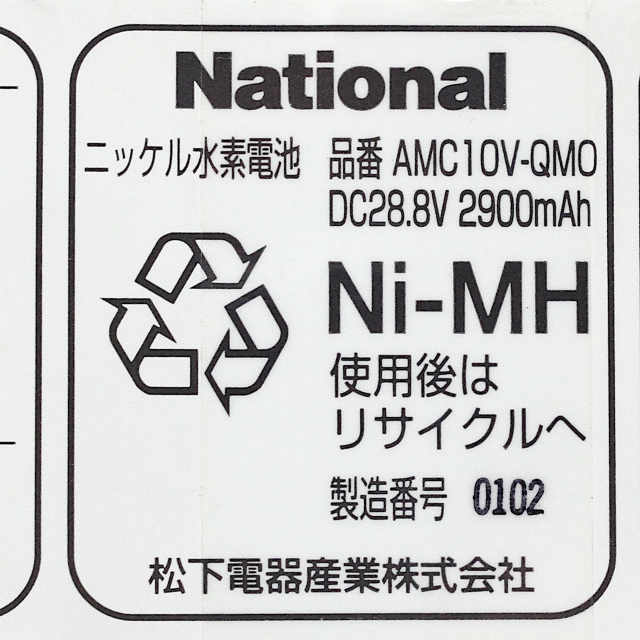 National
ニッケル水素電池 品番 AMC10V-QM0
DC28.8V 2900mAh
Ni-MH
使用後は
リサイクルへ
製造番号 0102
松下電器産業株式会社